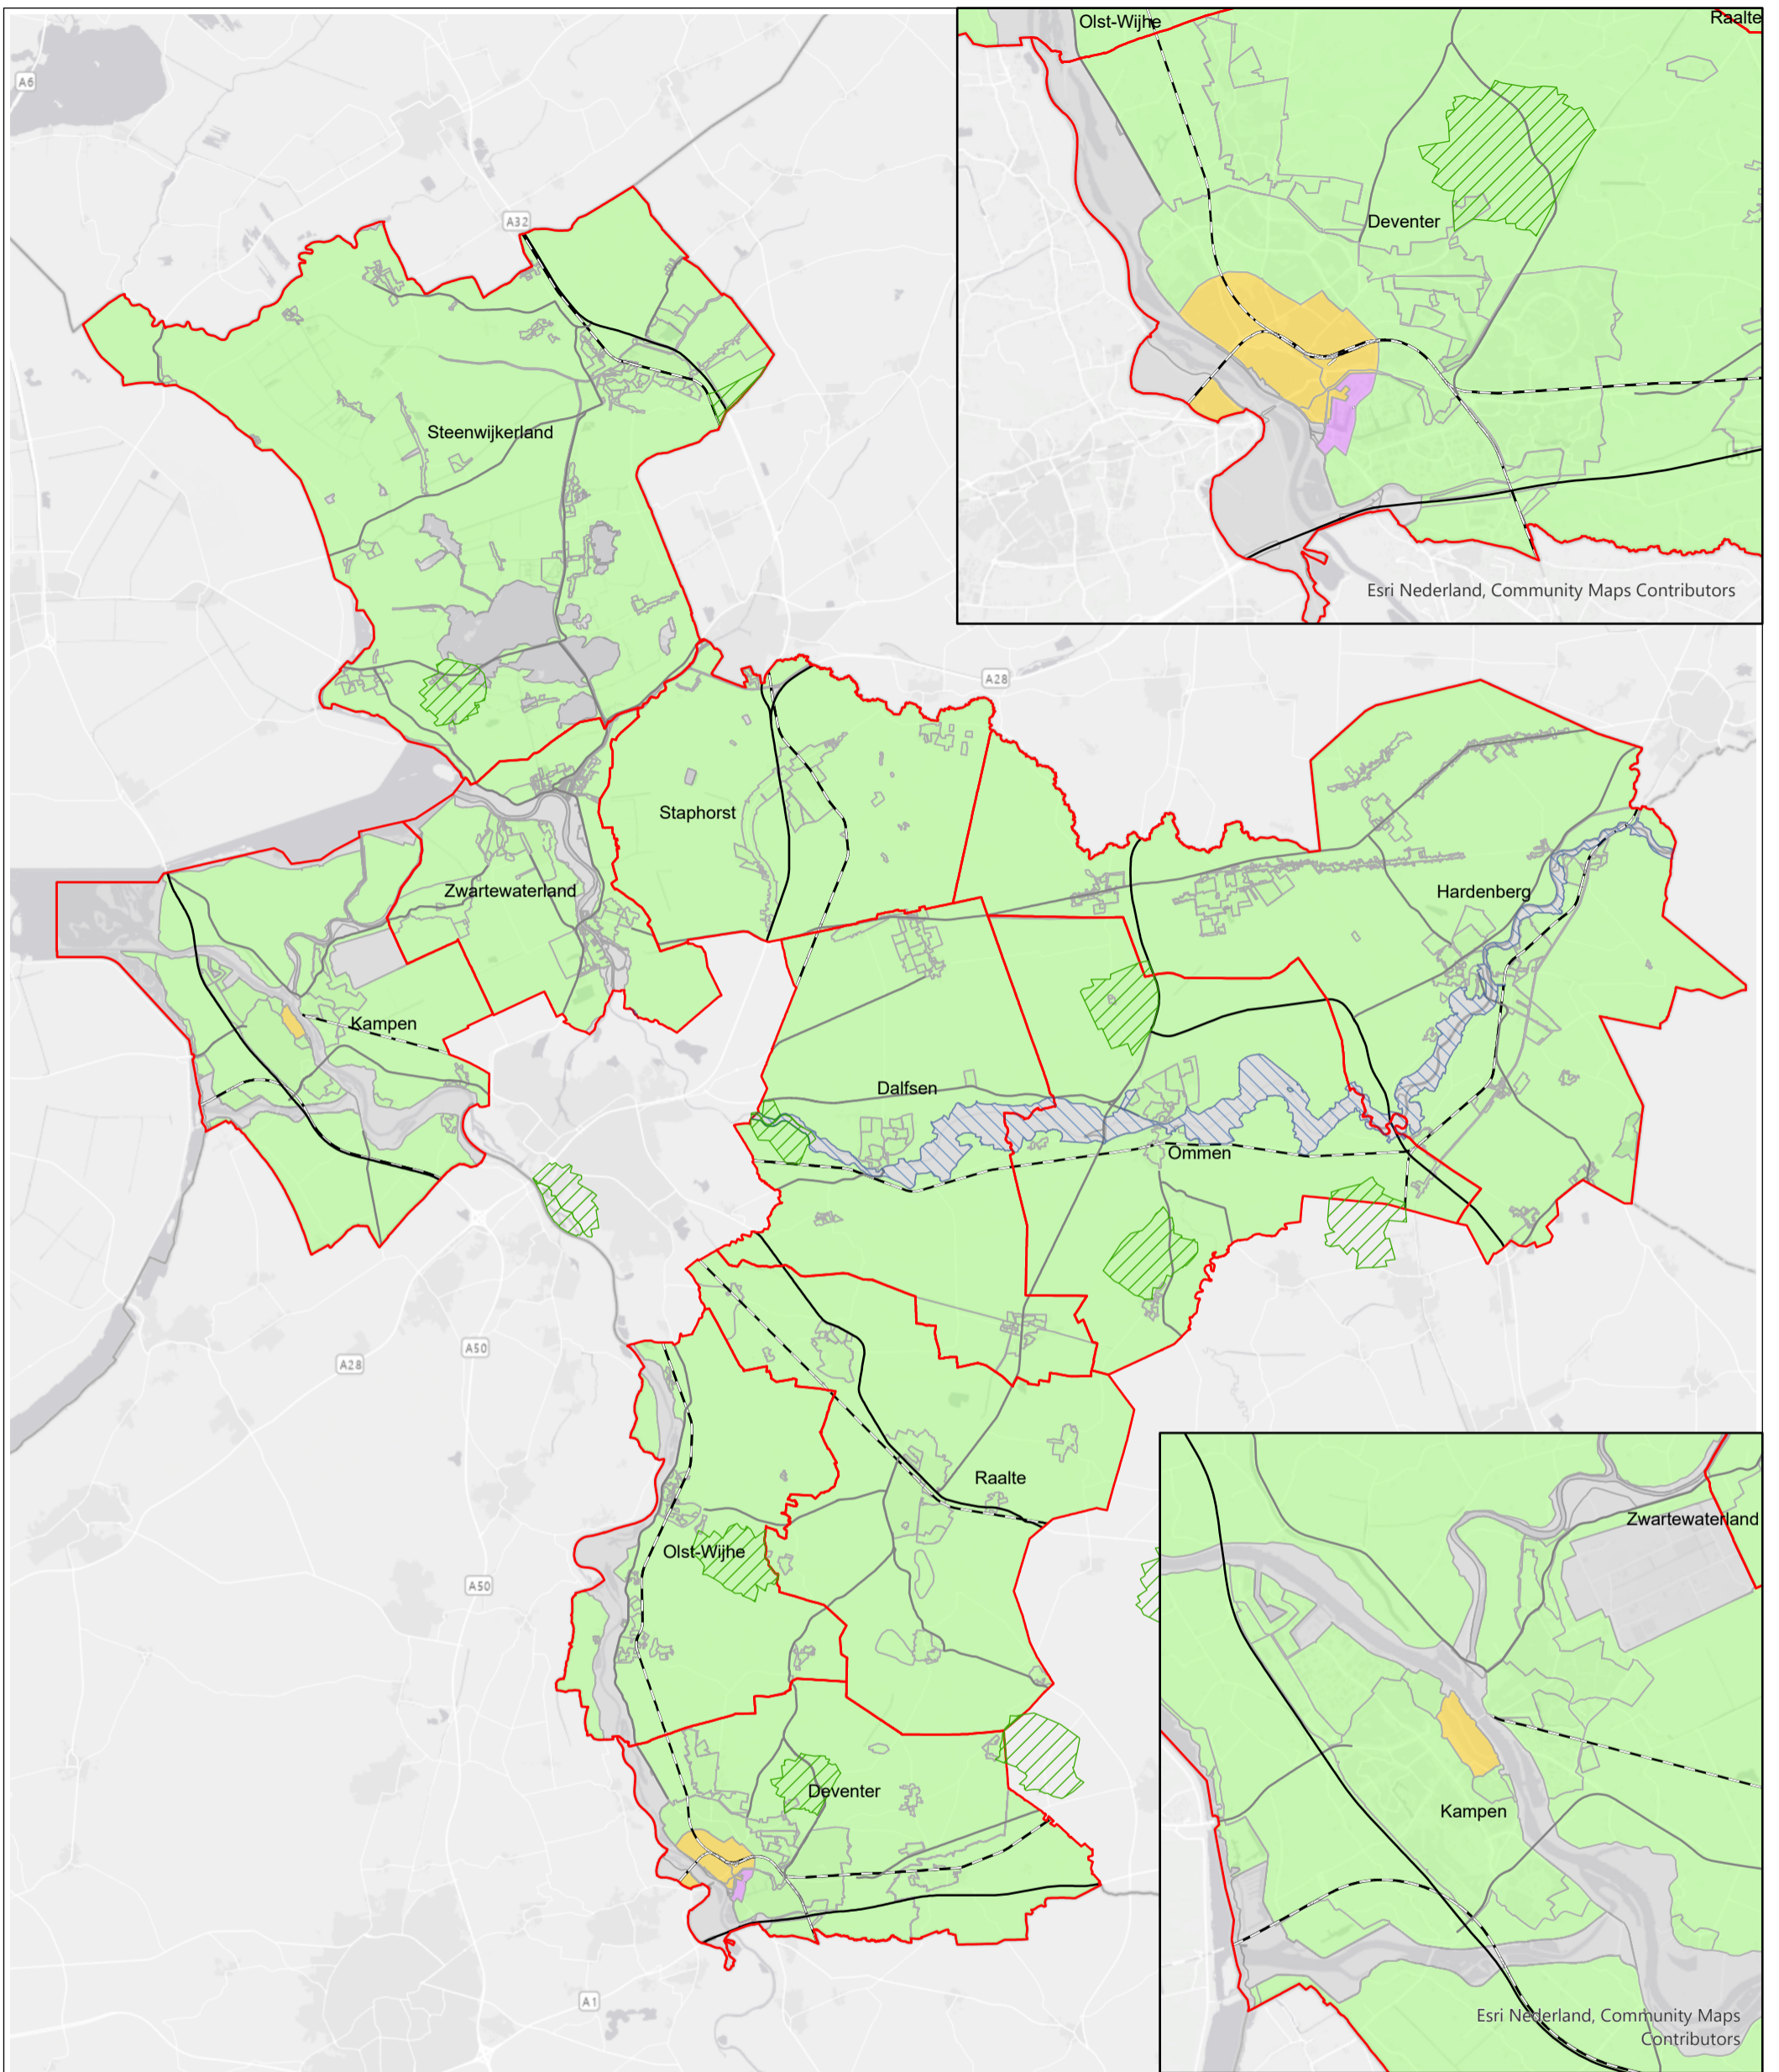 Olst-Wijhe
Raalte
A6
A32
Deventer
Steenwijkerland
Esri Nederland, Community Maps Contributors
A28
Staphorst
Zwartewaterland
Hardenberg
Kampen
Dalfsen
Ommen
A50
A28
Raalte
Zwartewaterland
Olst-Wijhe
A50
Deventer
Kampen
A1
Esri Nederland, Community Maps
Contributors